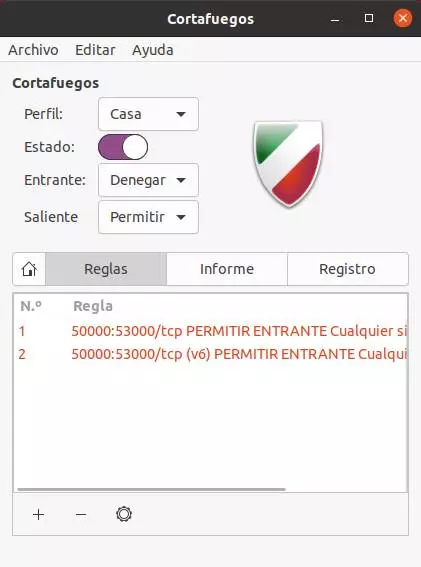 Cortafuegos
Archivo Editar Ayuda
Cortafuegos
Perfil: Casa
Estado:
Entrante: Denegar
Saliente Permitir
Reglas Informe Registro
N.º Regla
1 50000:53000/tcp PERMITIR ENTRANTE Cualquier si
2 50000:53000/tcp (v6) PERMITIR ENTRANTE Cualqui